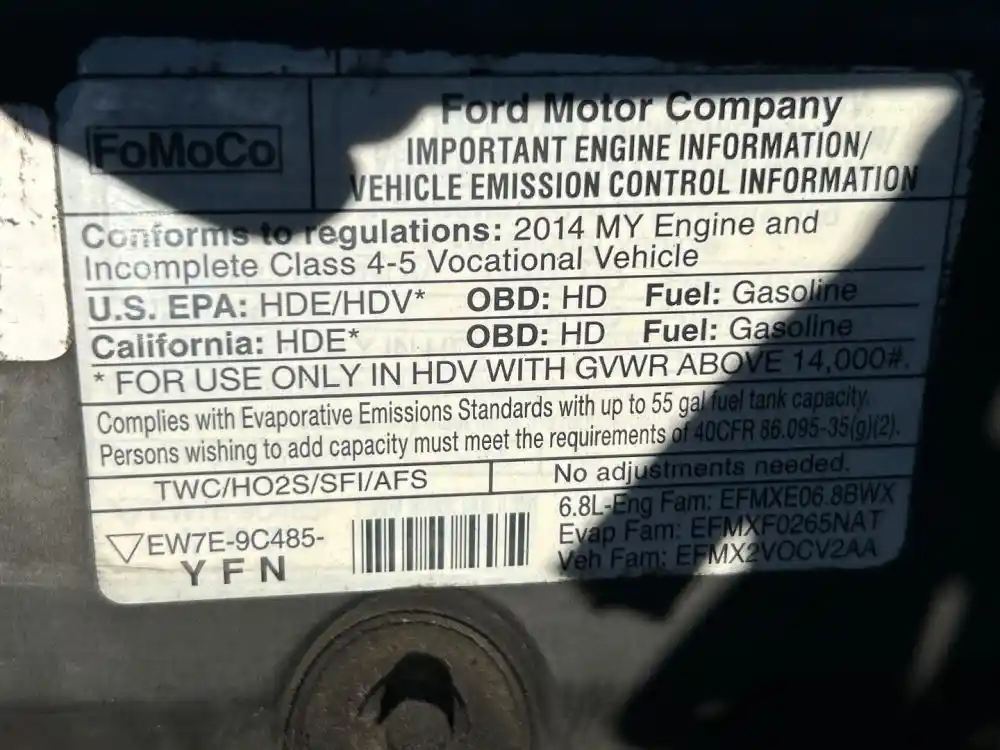 FoMoCo
Ford Motor Company
IMPORTANT ENGINE INFORMATION/
VEHICLE EMISSION CONTROL INFORMATION
Conforms to regulations: 2014 MY Engine and
Incomplete Class 4-5 Vocational Vehicle
U.S. EPA: HDE/HDV* OBD: HD Fuel: Gasoline
California: HDE* OBD: HD Fuel: Gasoline
* FOR USE ONLY IN HDV WITH GVWR ABOVE 14,000#.
Complies with Evaporative Emissions Standards with up to 55 gal fuel tank capacity.
Persons wishing to add capacity must meet the requirements of 40CFR 86.095-35(g)(2).
TWC/HO2S/SFI/AFS
No adjustments needed.
6.8L-Eng Fam: EFMXE06.8BWX
Evap Fam: EFMXF0265NAT
Veh Fam: EFMX2VOCV2AA
EW7E-9C485-
Y F N